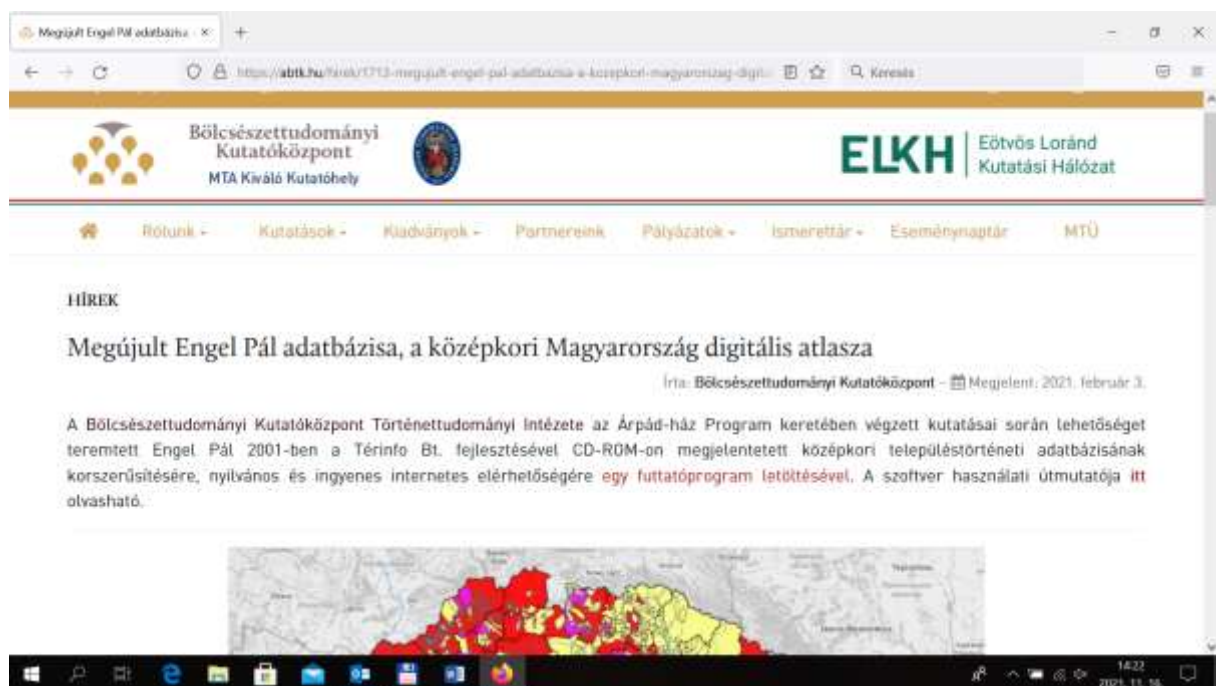 Megújult Engel Pál adatbázisa
https://abtk.hu/hirek/1713-megujult-engel-pal-adatbazisa-a-kozepkori-magyarorszag-digit
Keresés
Bölcsészettudományi
Kutatóközpont
MTA Kiváló Kutatóhely
ELKH
Eötvös Loránd
Kutatási Hálózat
Rólunk
Kutatások
Kiadványok
Partnereink
Pályázatok
Ismerettár
Eseménynaptár
MTÜ
HÍREK
Megújult Engel Pál adatbázisa, a középkori Magyarország digitális atlasza
Írta: Bölcsészettudományi Kutatóközpont – Megjelent: 2021. február 3.
A Bölcsészettudományi Kutatóközpont Történettudományi Intézete az Árpád-ház Program keretében végzett kutatásai során lehetőséget
teremtett Engel Pál 2001-ben a Térinfo Bt. fejlesztésével CD-ROM-on megjelentetett középkori településtörténeti adatbázisának
korszerűsítésére, nyilvános és ingyenes internetes elérhetőségére egy futtatóprogram letöltésével. A szoftver használati útmutatója itt
olvasható.
14:22
2021. 11. 16.